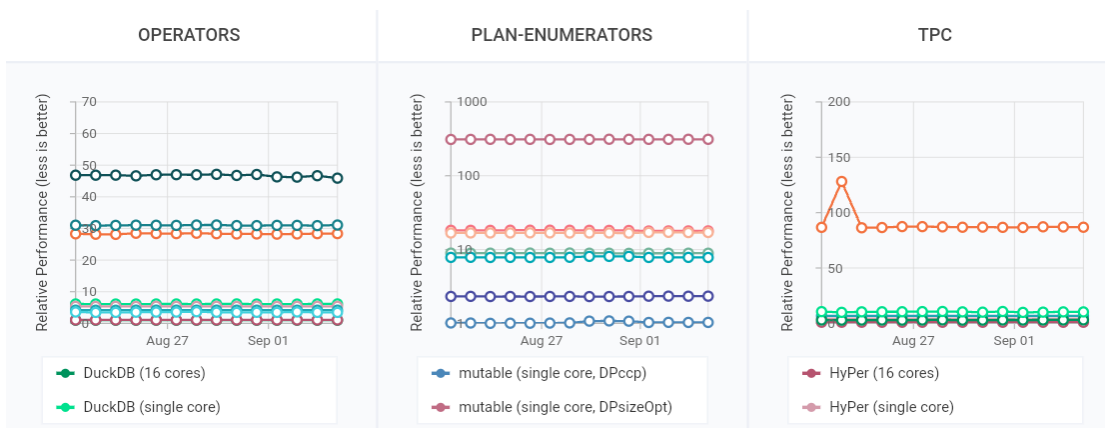 OPERATORS
PLAN-ENUMERATORS
TPC
Relative Performance (less is better)
70
60
50
40
30
20
10
0
Aug 27
Sep 01
DuckDB (16 cores)
DuckDB (single core)
Relative Performance (less is better)
1000
100
10
1
Aug 27
Sep 01
mutable (single core, DPccp)
mutable (single core, DPsizeOpt)
Relative Performance (less is better)
200
150
100
50
0
Aug 27
Sep 01
HyPer (16 cores)
HyPer (single core)